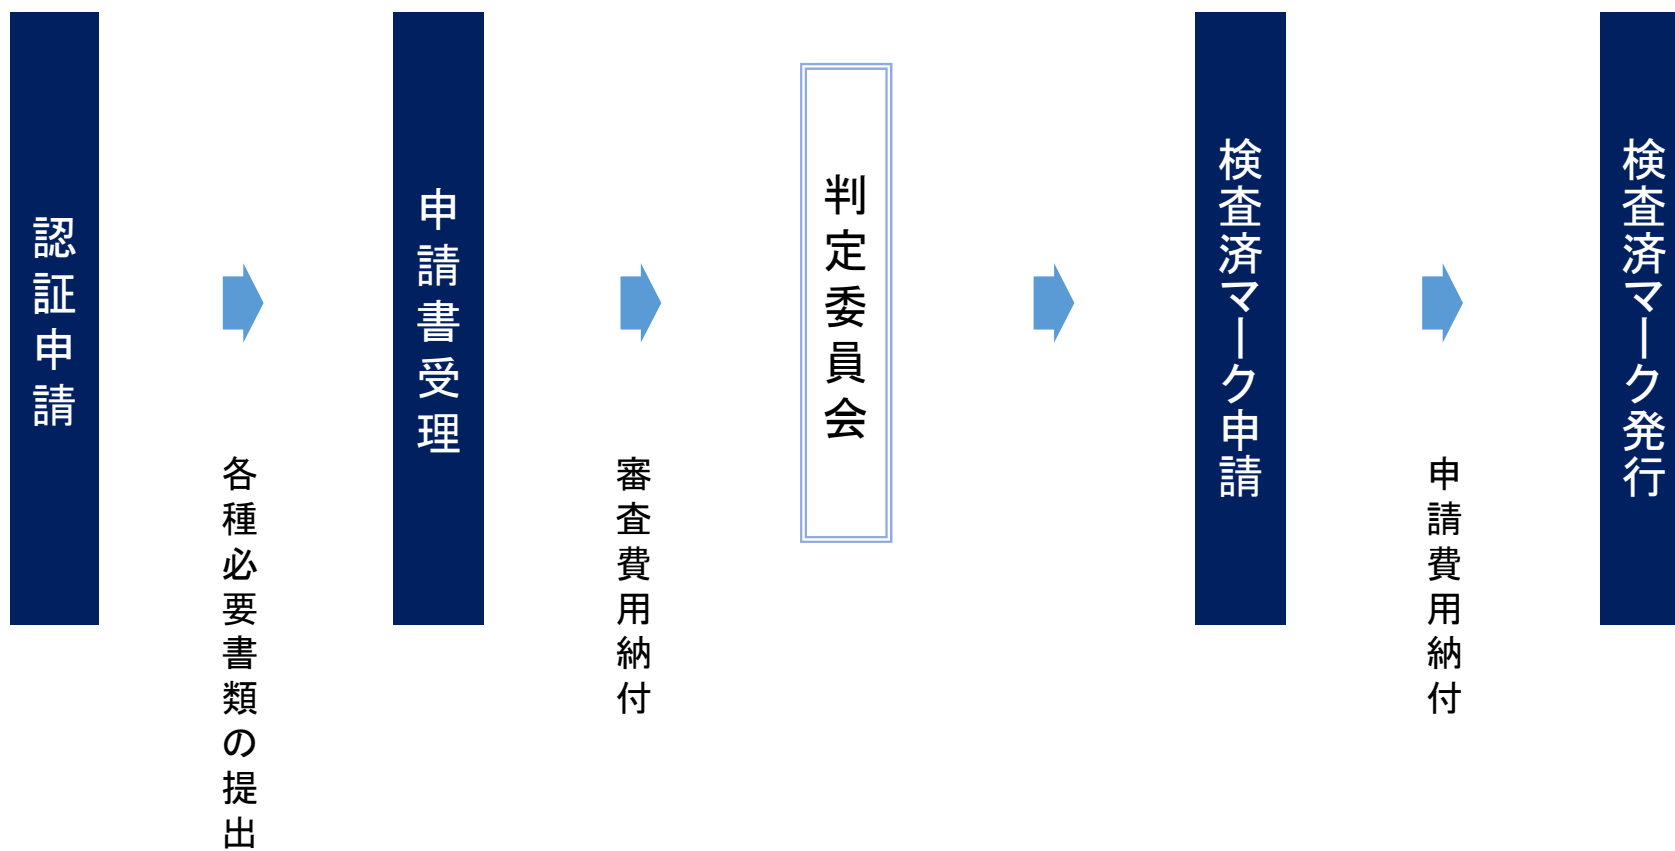 認証申請
各種必要書類の提出
申請書受理
審査費用納付
判定委員会
検査済マーク申請
申請費用納付
検査済マーク発行